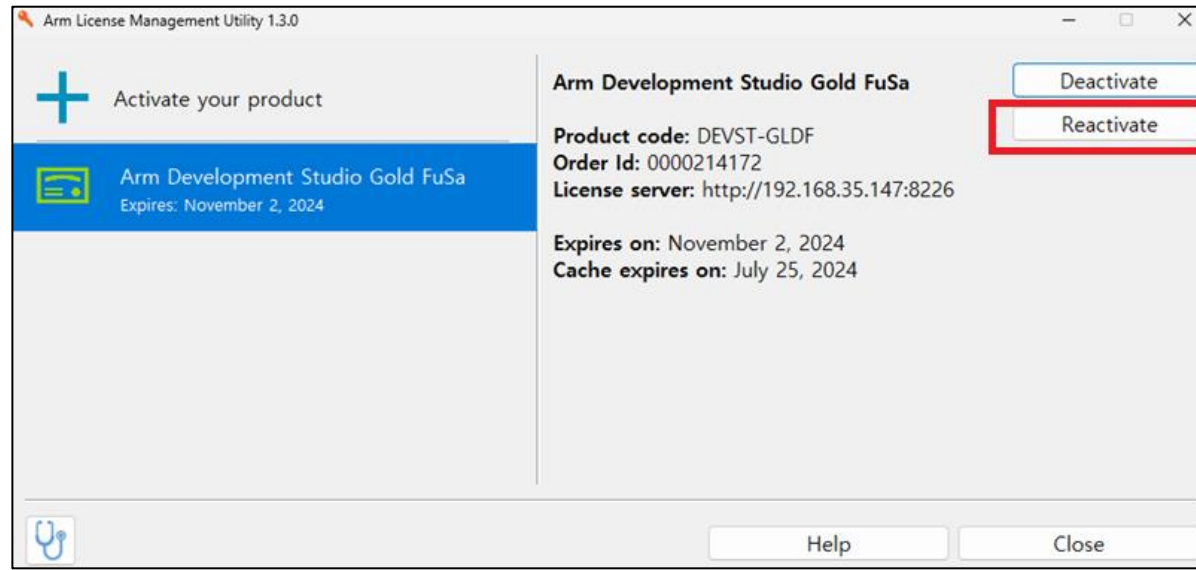 Arm License Management Utility 1.3.0
Activate your product
Arm Development Studio Gold FuSa
Expires: November 2, 2024
Arm Development Studio Gold FuSa
Product code: DEVST-GLDF
Order Id: 0000214172
License server: http://192.168.35.147:8226
Expires on: November 2, 2024
Cache expires on: July 25, 2024
Deactivate
Reactivate
Help
Close